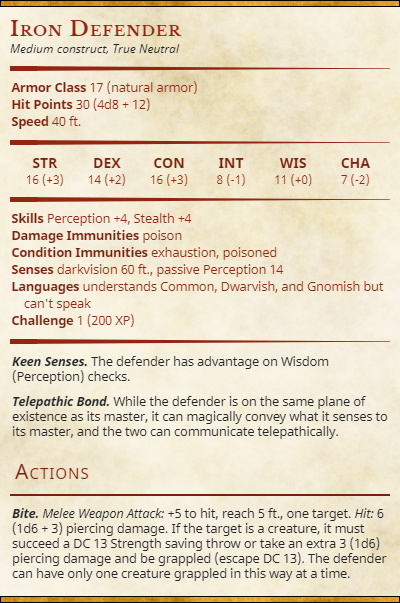 Iron Defender
Medium construct, True Neutral
Armor Class 17 (natural armor)
Hit Points 30 (4d8 + 12)
Speed 40 ft.
STR DEX CON INT WIS CHA
16 (+3) 14 (+2) 16 (+3) 8 (-1) 11 (+0) 7 (-2)
Skills Perception +4, Stealth +4
Damage Immunities poison
Condition Immunities exhaustion, poisoned
Senses darkvision 60 ft., passive Perception 14
Languages understands Common, Dwarvish, and Gnomish but
can't speak
Challenge 1 (200 XP)
Keen Senses. The defender has advantage on Wisdom
(Perception) checks.
Telepathic Bond. While the defender is on the same plane of
existence as its master, it can magically convey what it senses to
its master, and the two can communicate telepathically.
Actions
Bite. Melee Weapon Attack: +5 to hit, reach 5 ft., one target. Hit: 6
(1d6 + 3) piercing damage. If the target is a creature, it must
succeed a DC 13 Strength saving throw or take an extra 3 (1d6)
piercing damage and be grappled (escape DC 13). The defender
can have only one creature grappled in this way at a time.